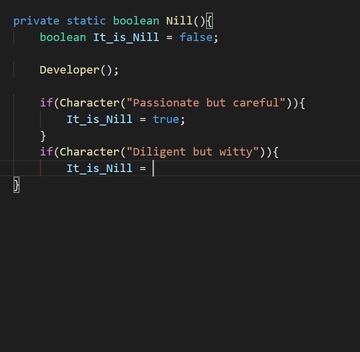 private static boolean Nill(){
boolean It_is_Nill = false;
Developer();
if(Character("Passionate but careful")){
It_is_Nill = true;
}
if(Character("Diligent but witty")){
It_is_Nill =
}